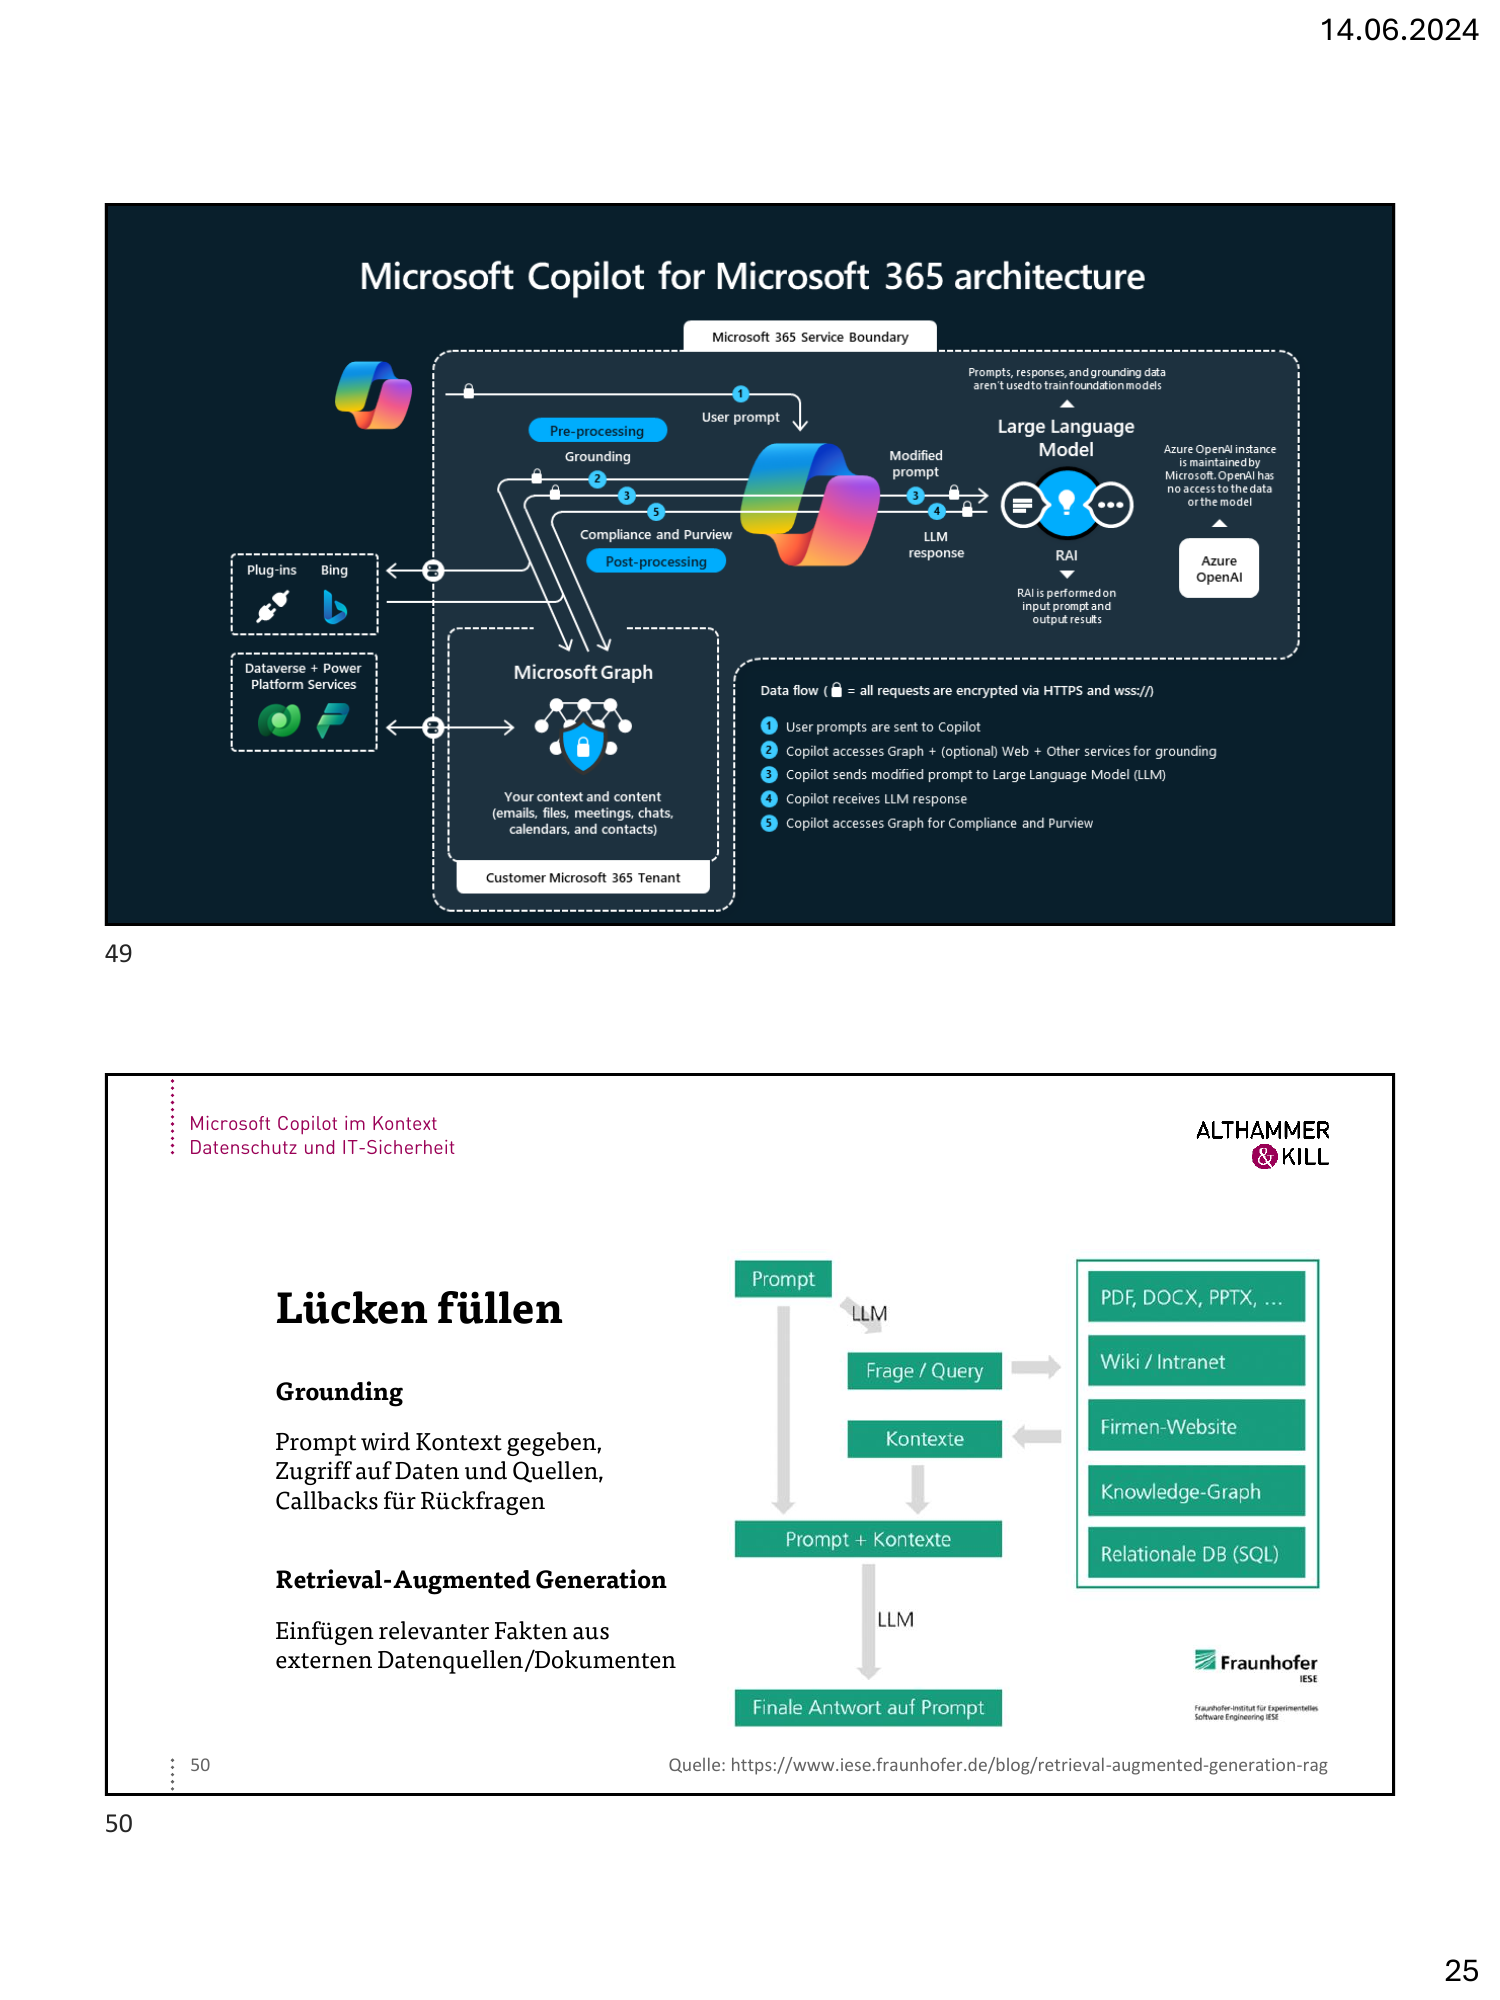 14.06.2024
Microsoft Copilot for Microsoft 365 architecture
Microsoft 365 Service Boundary
Prompts, responses, and grounding data
aren't used to train foundation models
1
User prompt
Pre-processing
Grounding
2
3
5
Compliance and Purview
Post-processing
Modified
prompt
3
4
LLM
response
Large Language
Model
RAI
RAI is performed on
input prompt and
output results
Azure OpenAI instance
is maintained by
Microsoft. OpenAI has
no access to the data
or the model
Azure
OpenAI
Plug-ins Bing
Dataverse + Power
Platform Services
Microsoft Graph
Your context and content
(emails, files, meetings, chats,
calendars, and contacts)
Customer Microsoft 365 Tenant
Data flow ( = all requests are encrypted via HTTPS and wss://)
1 User prompts are sent to Copilot
2 Copilot accesses Graph + (optional) Web + Other services for grounding
3 Copilot sends modified prompt to Large Language Model (LLM)
4 Copilot receives LLM response
5 Copilot accesses Graph for Compliance and Purview
49
Microsoft Copilot im Kontext
Datenschutz und IT-Sicherheit
ALTHAMMER
& KILL
Lücken füllen
Grounding
Prompt wird Kontext gegeben,
Zugriff auf Daten und Quellen,
Callbacks für Rückfragen
Retrieval-Augmented Generation
Einfügen relevanter Fakten aus
externen Datenquellen/Dokumenten
Prompt
LLM
Frage / Query
Kontexte
Prompt + Kontexte
LLM
Finale Antwort auf Prompt
PDF, DOCX, PPTX, ...
Wiki / Intranet
Firmen-Website
Knowledge-Graph
Relationale DB (SQL)
Fraunhofer
IESE
Fraunhofer-Institut für Experimentelles
Software Engineering IESE
50
Quelle: https://www.iese.fraunhofer.de/blog/retrieval-augmented-generation-rag
50
25